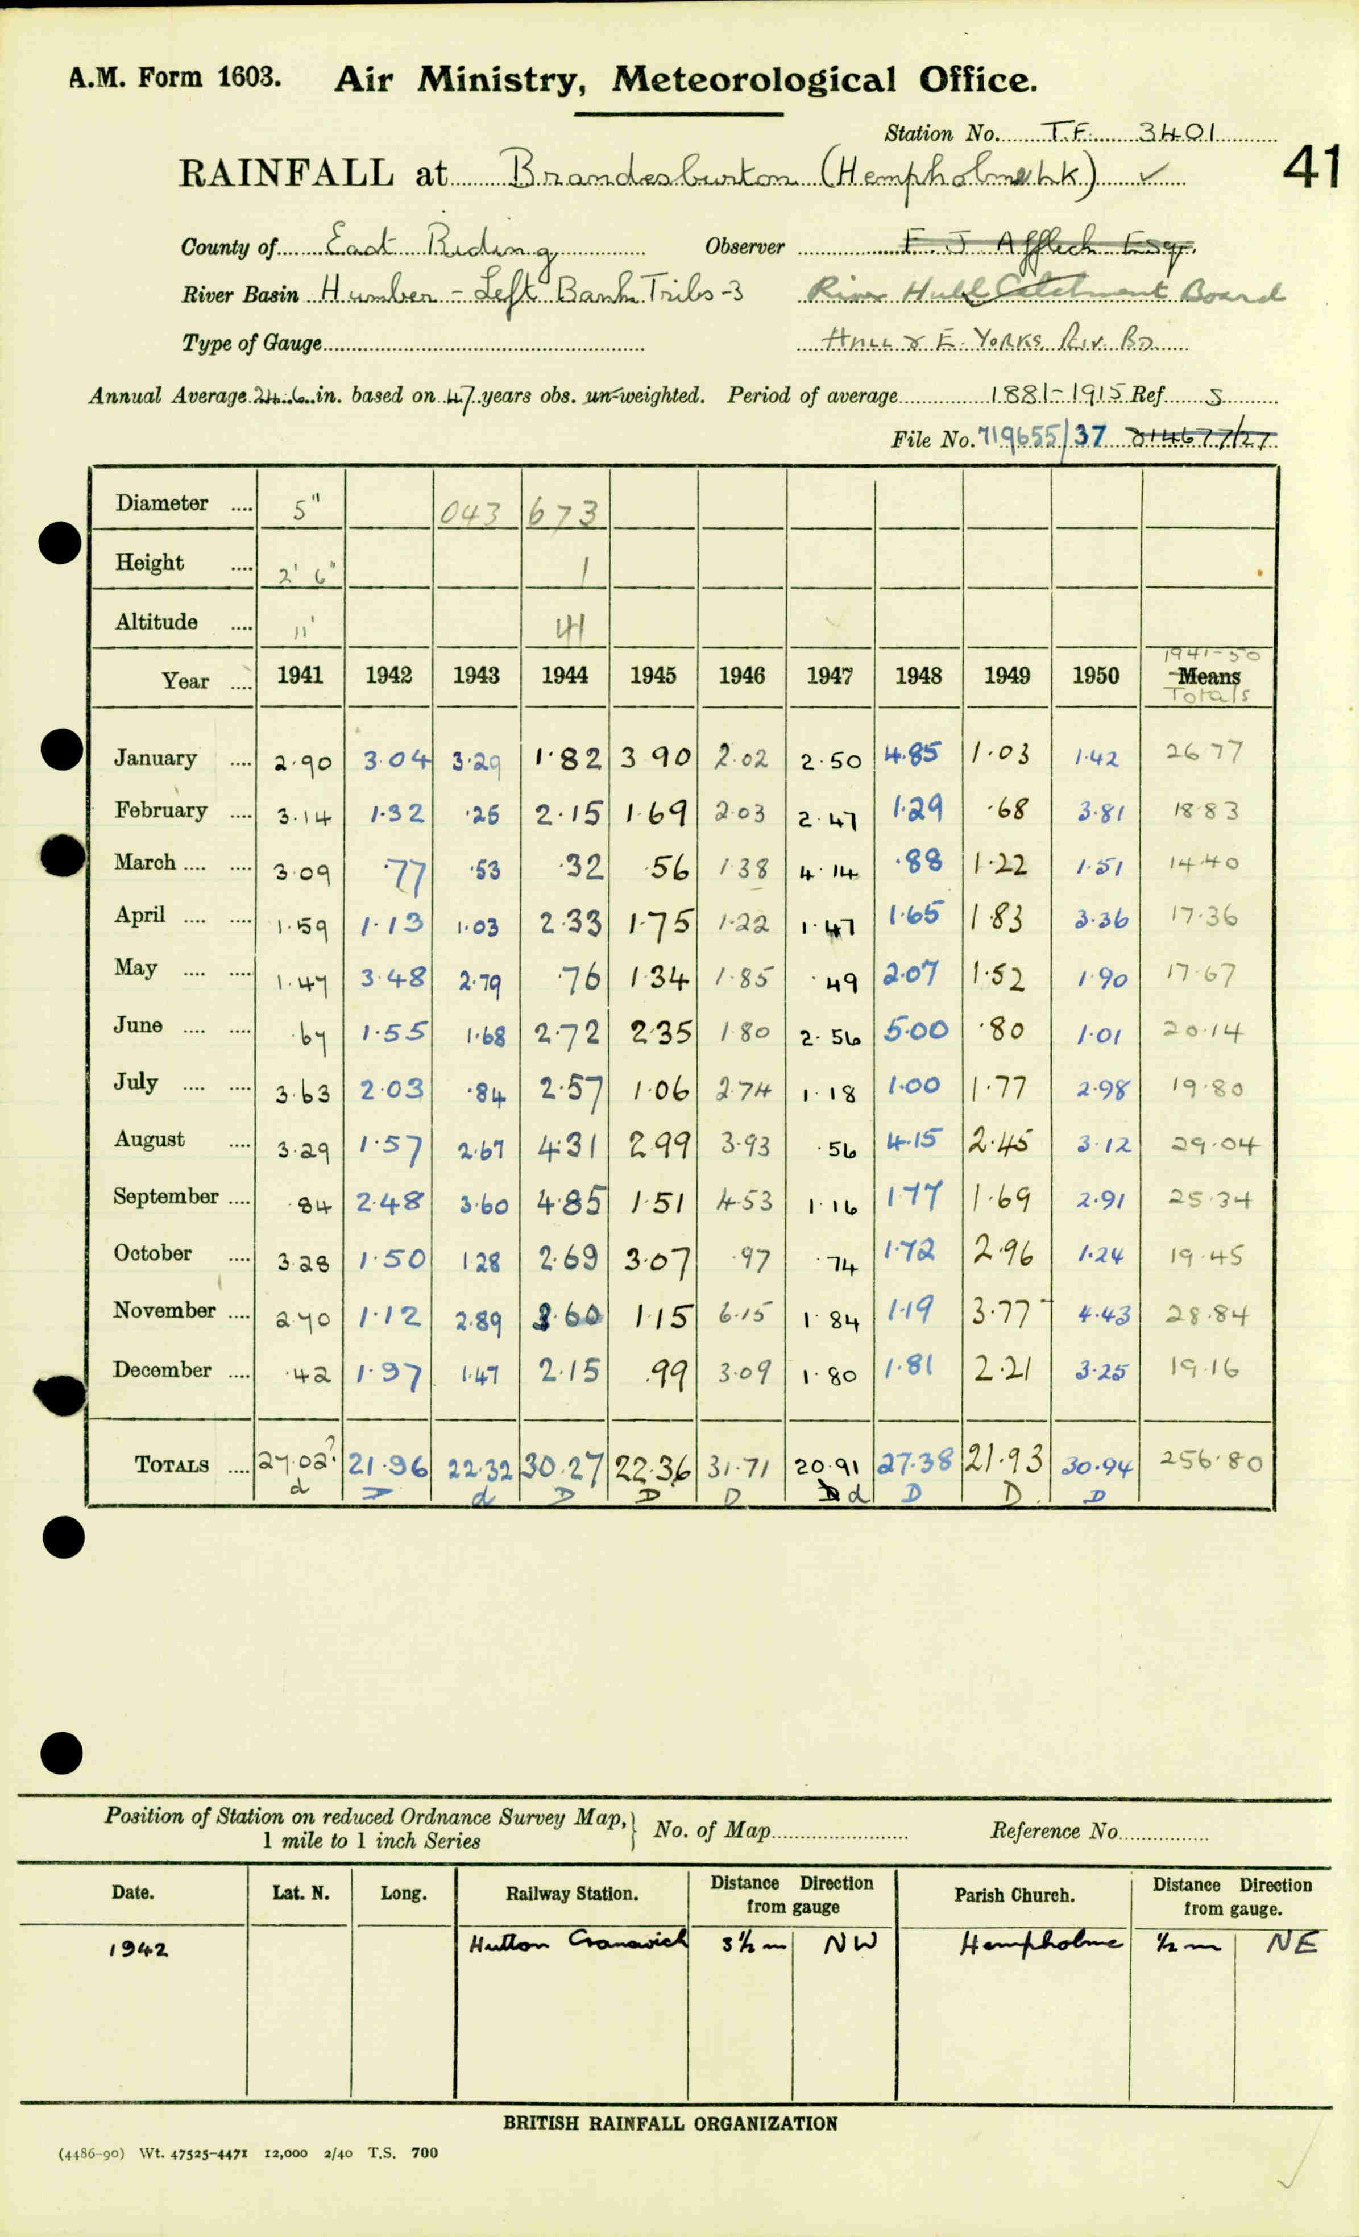 A.M. Form 1603. Air Ministry, Meteorological Office.
Station No. T.F. 3401
41
RAINFALL at Brandesburton (Hempholme Lk) ✓
County of East Riding Observer F. J. Affleck Esq.
River Basin Humber - Left Bank Tribs -3 River Hull Catchment Board
Type of Gauge Hull & E. Yorks Riv. Bd
Annual Average 24.6 in. based on 47 years obs. un-weighted. Period of average 1881-1915 Ref. S
File No. 719655/37 214677/27
Diameter .... 5" 043 673
Height .... 2' 6" 1
Altitude .... 11' 41
1941-50
Year .... 1941 1942 1943 1944 1945 1946 1947 1948 1949 1950 Means
Totals
January .... 2.90 3.04 3.29 1.82 3 90 2.02 2.50 4.85 1.03 1.42 26 77
February .... 3.14 1.32 .25 2.15 1.69 2.03 2.47 1.29 .68 3.81 18.83
March .... .... 3.09 .77 .53 .32 .56 1.38 4.14 .88 1.22 1.51 14.40
April .... .... 1.59 1.13 1.03 2.33 1.75 1.22 1.47 1.65 1.83 3.36 17.36
May .... .... 1.47 3.48 2.79 .76 1.34 1.85 .49 2.07 1.52 1.90 17.67
June .... .... .67 1.55 1.68 2.72 2.35 1.80 2.56 5.00 .80 1.01 20.14
July .... .... 3.63 2.03 .84 2.57 1.06 2.74 1.18 1.00 1.77 2.98 19.80
August .... 3.29 1.57 2.67 4.31 2.99 3.93 .56 4.15 2.45 3.12 29.04
September .... .84 2.48 3.60 4.85 1.51 4.53 1.16 1.77 1.69 2.91 25.34
October .... 3.28 1.50 1.28 2.69 3.07 .97 .74 1.72 2.96 1.24 19.45
November .... 2.70 1.12 2.89 3.60 1.15 6.15 1.84 1.19 3.77 4.43 28.84
December .... .42 1.97 1.47 2.15 .99 3.09 1.80 1.81 2.21 3.25 19.16
TOTALS .... 27.02? 21.96 22.32 30.27 22.36 31.71 20.91 27.38 21.93 30.94 256.80
d D d D D D D d D D D
Position of Station on reduced Ordnance Survey Map, } No. of Map Reference No.
1 mile to 1 inch Series
Date. Lat. N. Long. Railway Station. Distance Direction from gauge Parish Church. Distance Direction from gauge.
1942 Hutton Cranswick 3½ m NW Hempholme ½ m NE
BRITISH RAINFALL ORGANIZATION
(4486-90) Wt. 47525-4471 12,000 2/40 T.S. 700